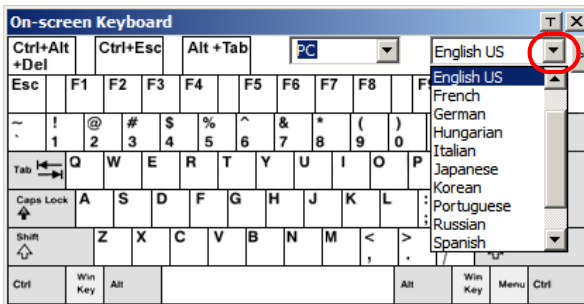 On-screen Keyboard T X
Ctrl+Alt +Del Ctrl+Esc Alt +Tab PC English US
Esc F1 F2 F3 F4 F5 F6 F7 F8
English US
French
German
Hungarian
Italian
Japanese
Korean
Portuguese
Russian
Spanish
~ ` ! 1 @ 2 # 3 $ 4 % 5 ^ 6 & 7 * 8 ( 9 ) 0
Tab Q W E R T Y U I O P
Caps Lock A S D F G H J K L : ;
Shift Z X C V B N M < , > . /
Ctrl Win Key Alt Alt Win Key Menu Ctrl